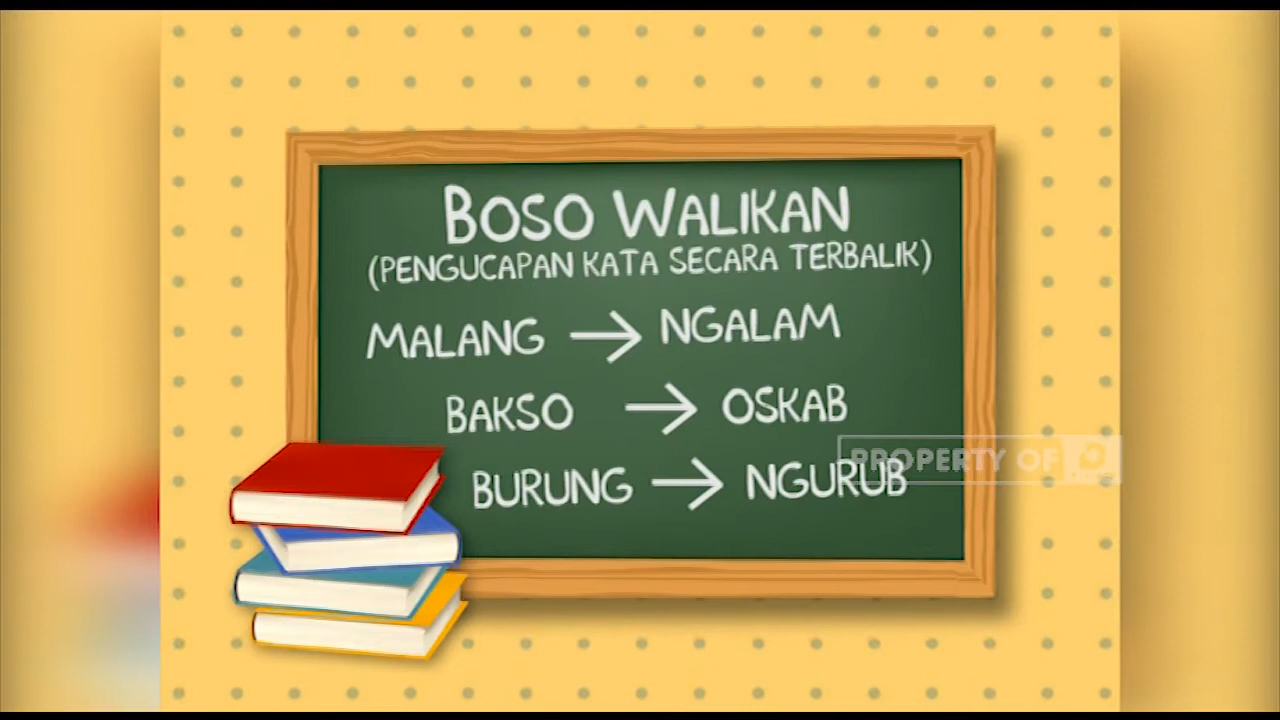 BOSO WALIKAN
(PENGUCAPAN KATA SECARA TERBALIK)
MALANG → NGALAM
BAKSO → OSKAB
PROPERTY OF
BURUNG → NGURUB